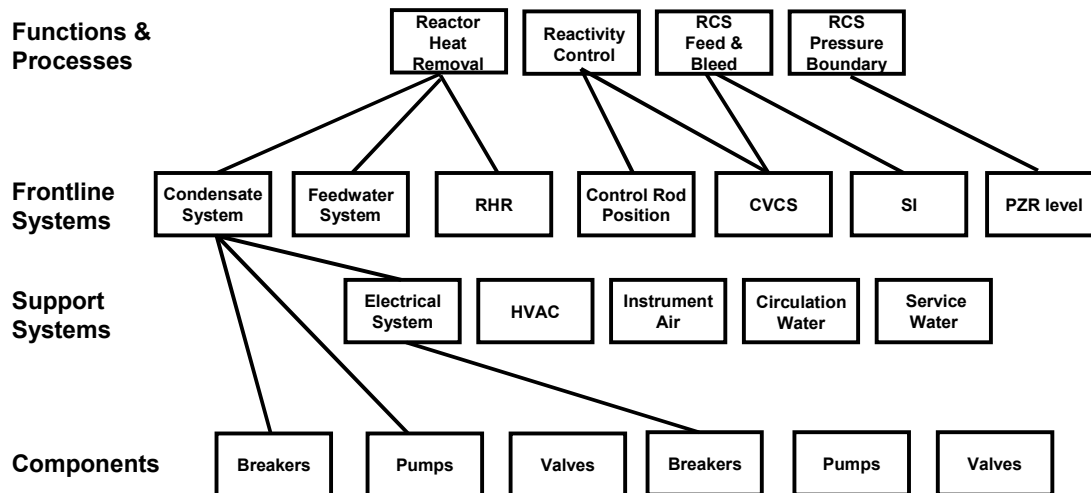 Functions &
Processes
Reactor
Heat
Removal
Reactivity
Control
RCS
Feed &
Bleed
RCS
Pressure
Boundary
Frontline
Systems
Condensate
System
Feedwater
System
RHR
Control Rod
Position
CVCS
SI
PZR level
Support
Systems
Electrical
System
HVAC
Instrument
Air
Circulation
Water
Service
Water
Components
Breakers
Pumps
Valves
Breakers
Pumps
Valves